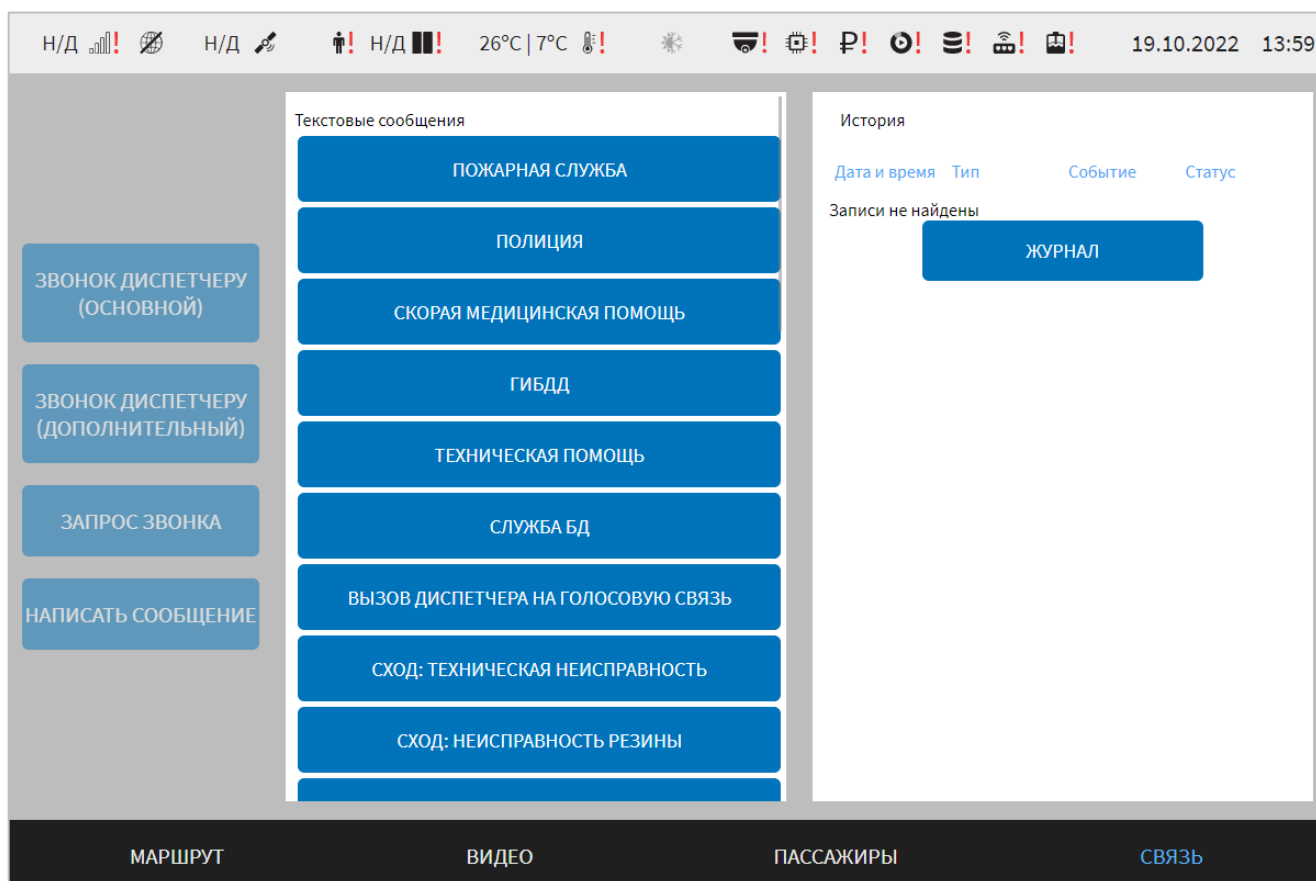 Н/Д ! Н/Д ! Н/Д ! 26°C | 7°C ! ! ! ₽! ! ! ! ! 19.10.2022 13:59
ЗВОНОК ДИСПЕТЧЕРУ
(ОСНОВНОЙ)
ЗВОНОК ДИСПЕТЧЕРУ
(ДОПОЛНИТЕЛЬНЫЙ)
ЗАПРОС ЗВОНКА
НАПИСАТЬ СООБЩЕНИЕ
Текстовые сообщения
ПОЖАРНАЯ СЛУЖБА
ПОЛИЦИЯ
СКОРАЯ МЕДИЦИНСКАЯ ПОМОЩЬ
ГИБДД
ТЕХНИЧЕСКАЯ ПОМОЩЬ
СЛУЖБА БД
ВЫЗОВ ДИСПЕТЧЕРА НА ГОЛОСОВУЮ СВЯЗЬ
СХОД: ТЕХНИЧЕСКАЯ НЕИСПРАВНОСТЬ
СХОД: НЕИСПРАВНОСТЬ РЕЗИНЫ
История
Дата и время Тип Событие Статус
Записи не найдены
ЖУРНАЛ
МАРШРУТ ВИДЕО ПАССАЖИРЫ СВЯЗЬ